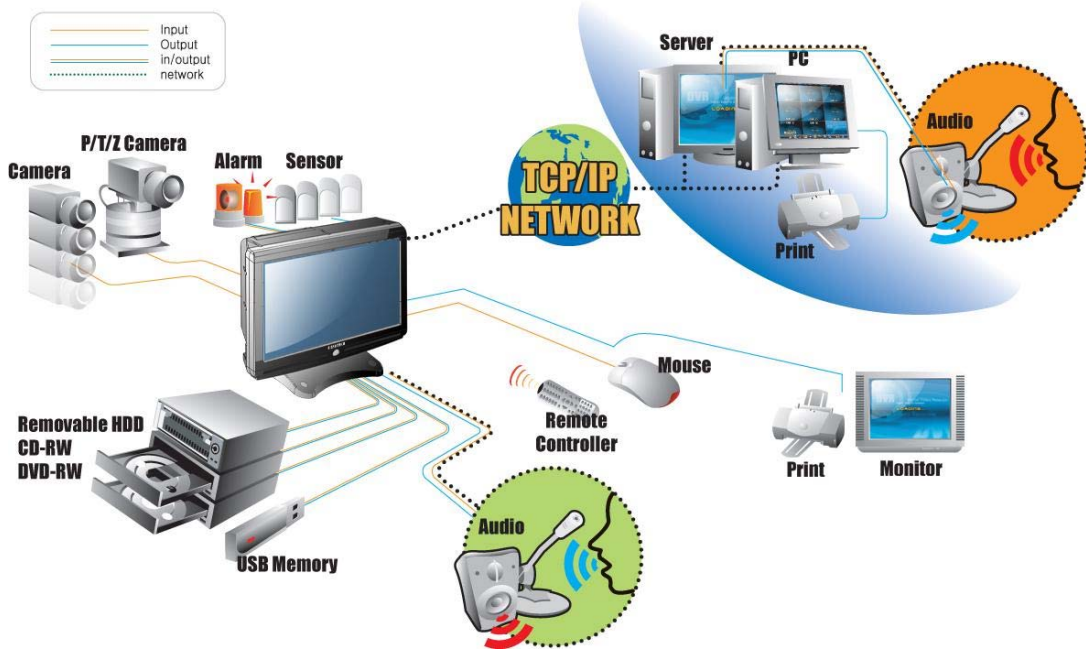 Input
Output
in/output
network
Server
PC
Audio
P/T/Z Camera
Camera
Alarm
Sensor
TCP/IP
NETWORK
Print
Mouse
Remote
Controller
Removable HDD
CD-RW
DVD-RW
Print
Monitor
USB Memory
Audio